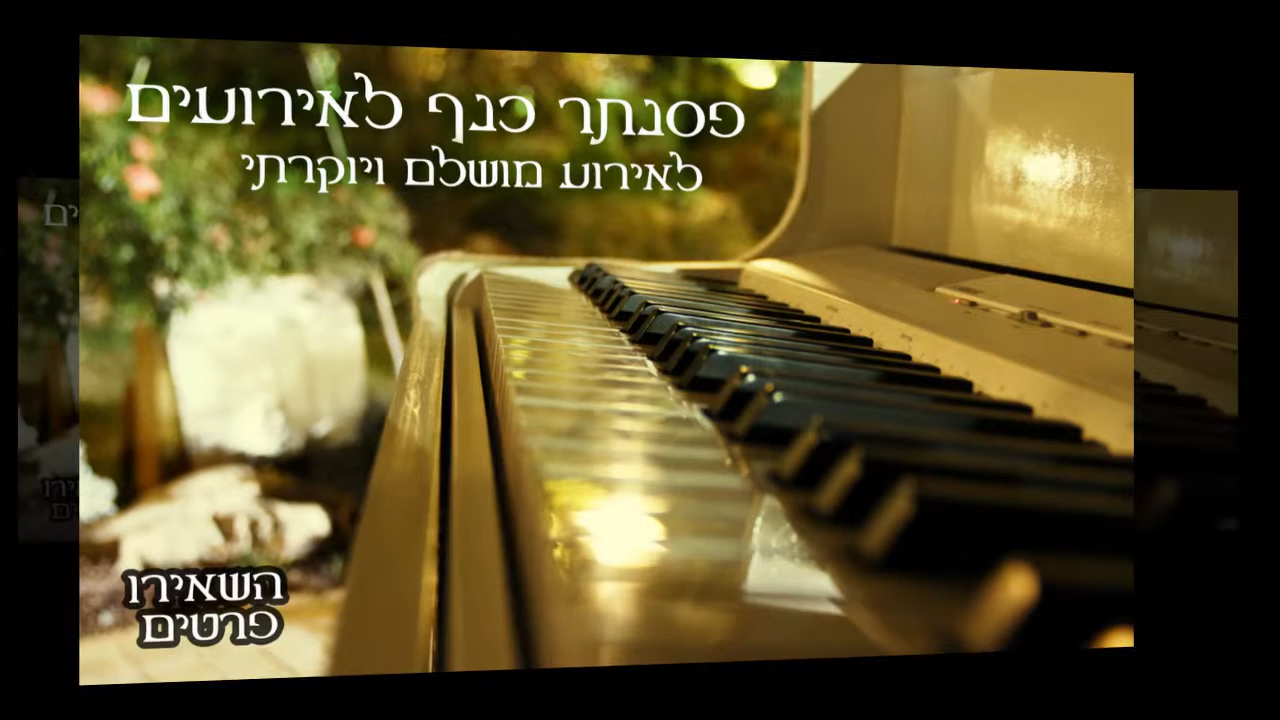 פסנתר כנף לאירועים
לאירוע מושלם ויוקרתי
השאירו
פרטים